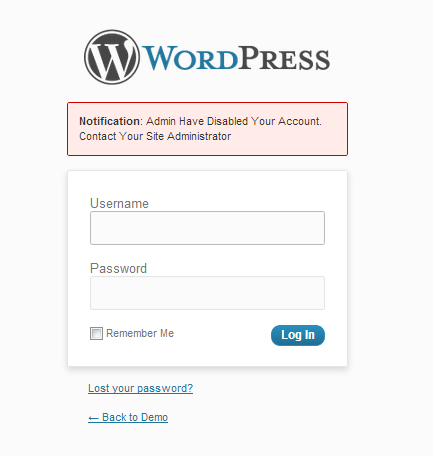 WORDPRESS
Notification: Admin Have Disabled Your Account.
Contact Your Site Administrator
Username
Password
Remember Me
Log In
Lost your password?
← Back to Demo